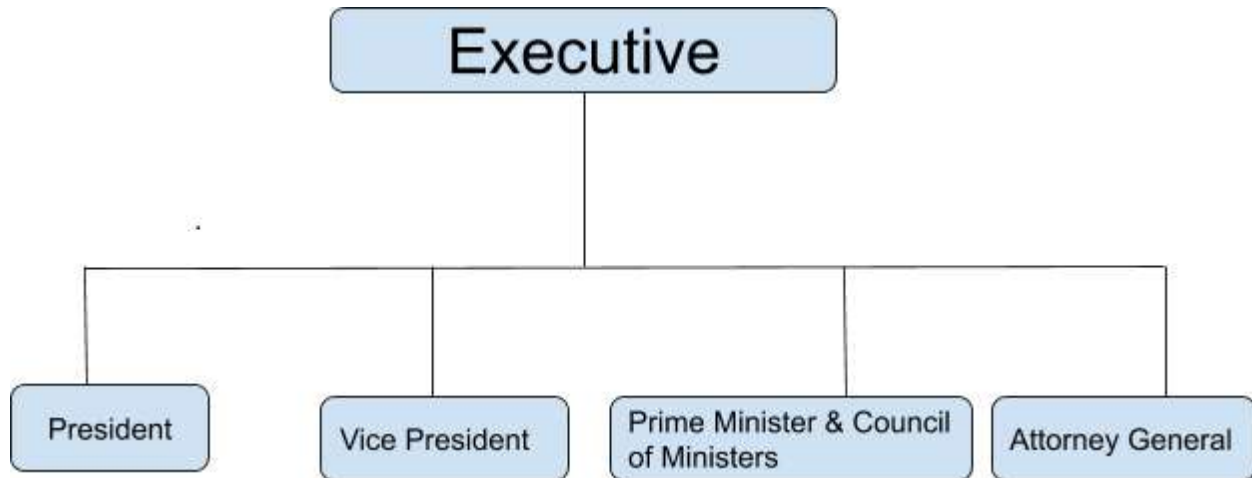 Executive
President
Vice President
Prime Minister & Council
of Ministers
Attorney General